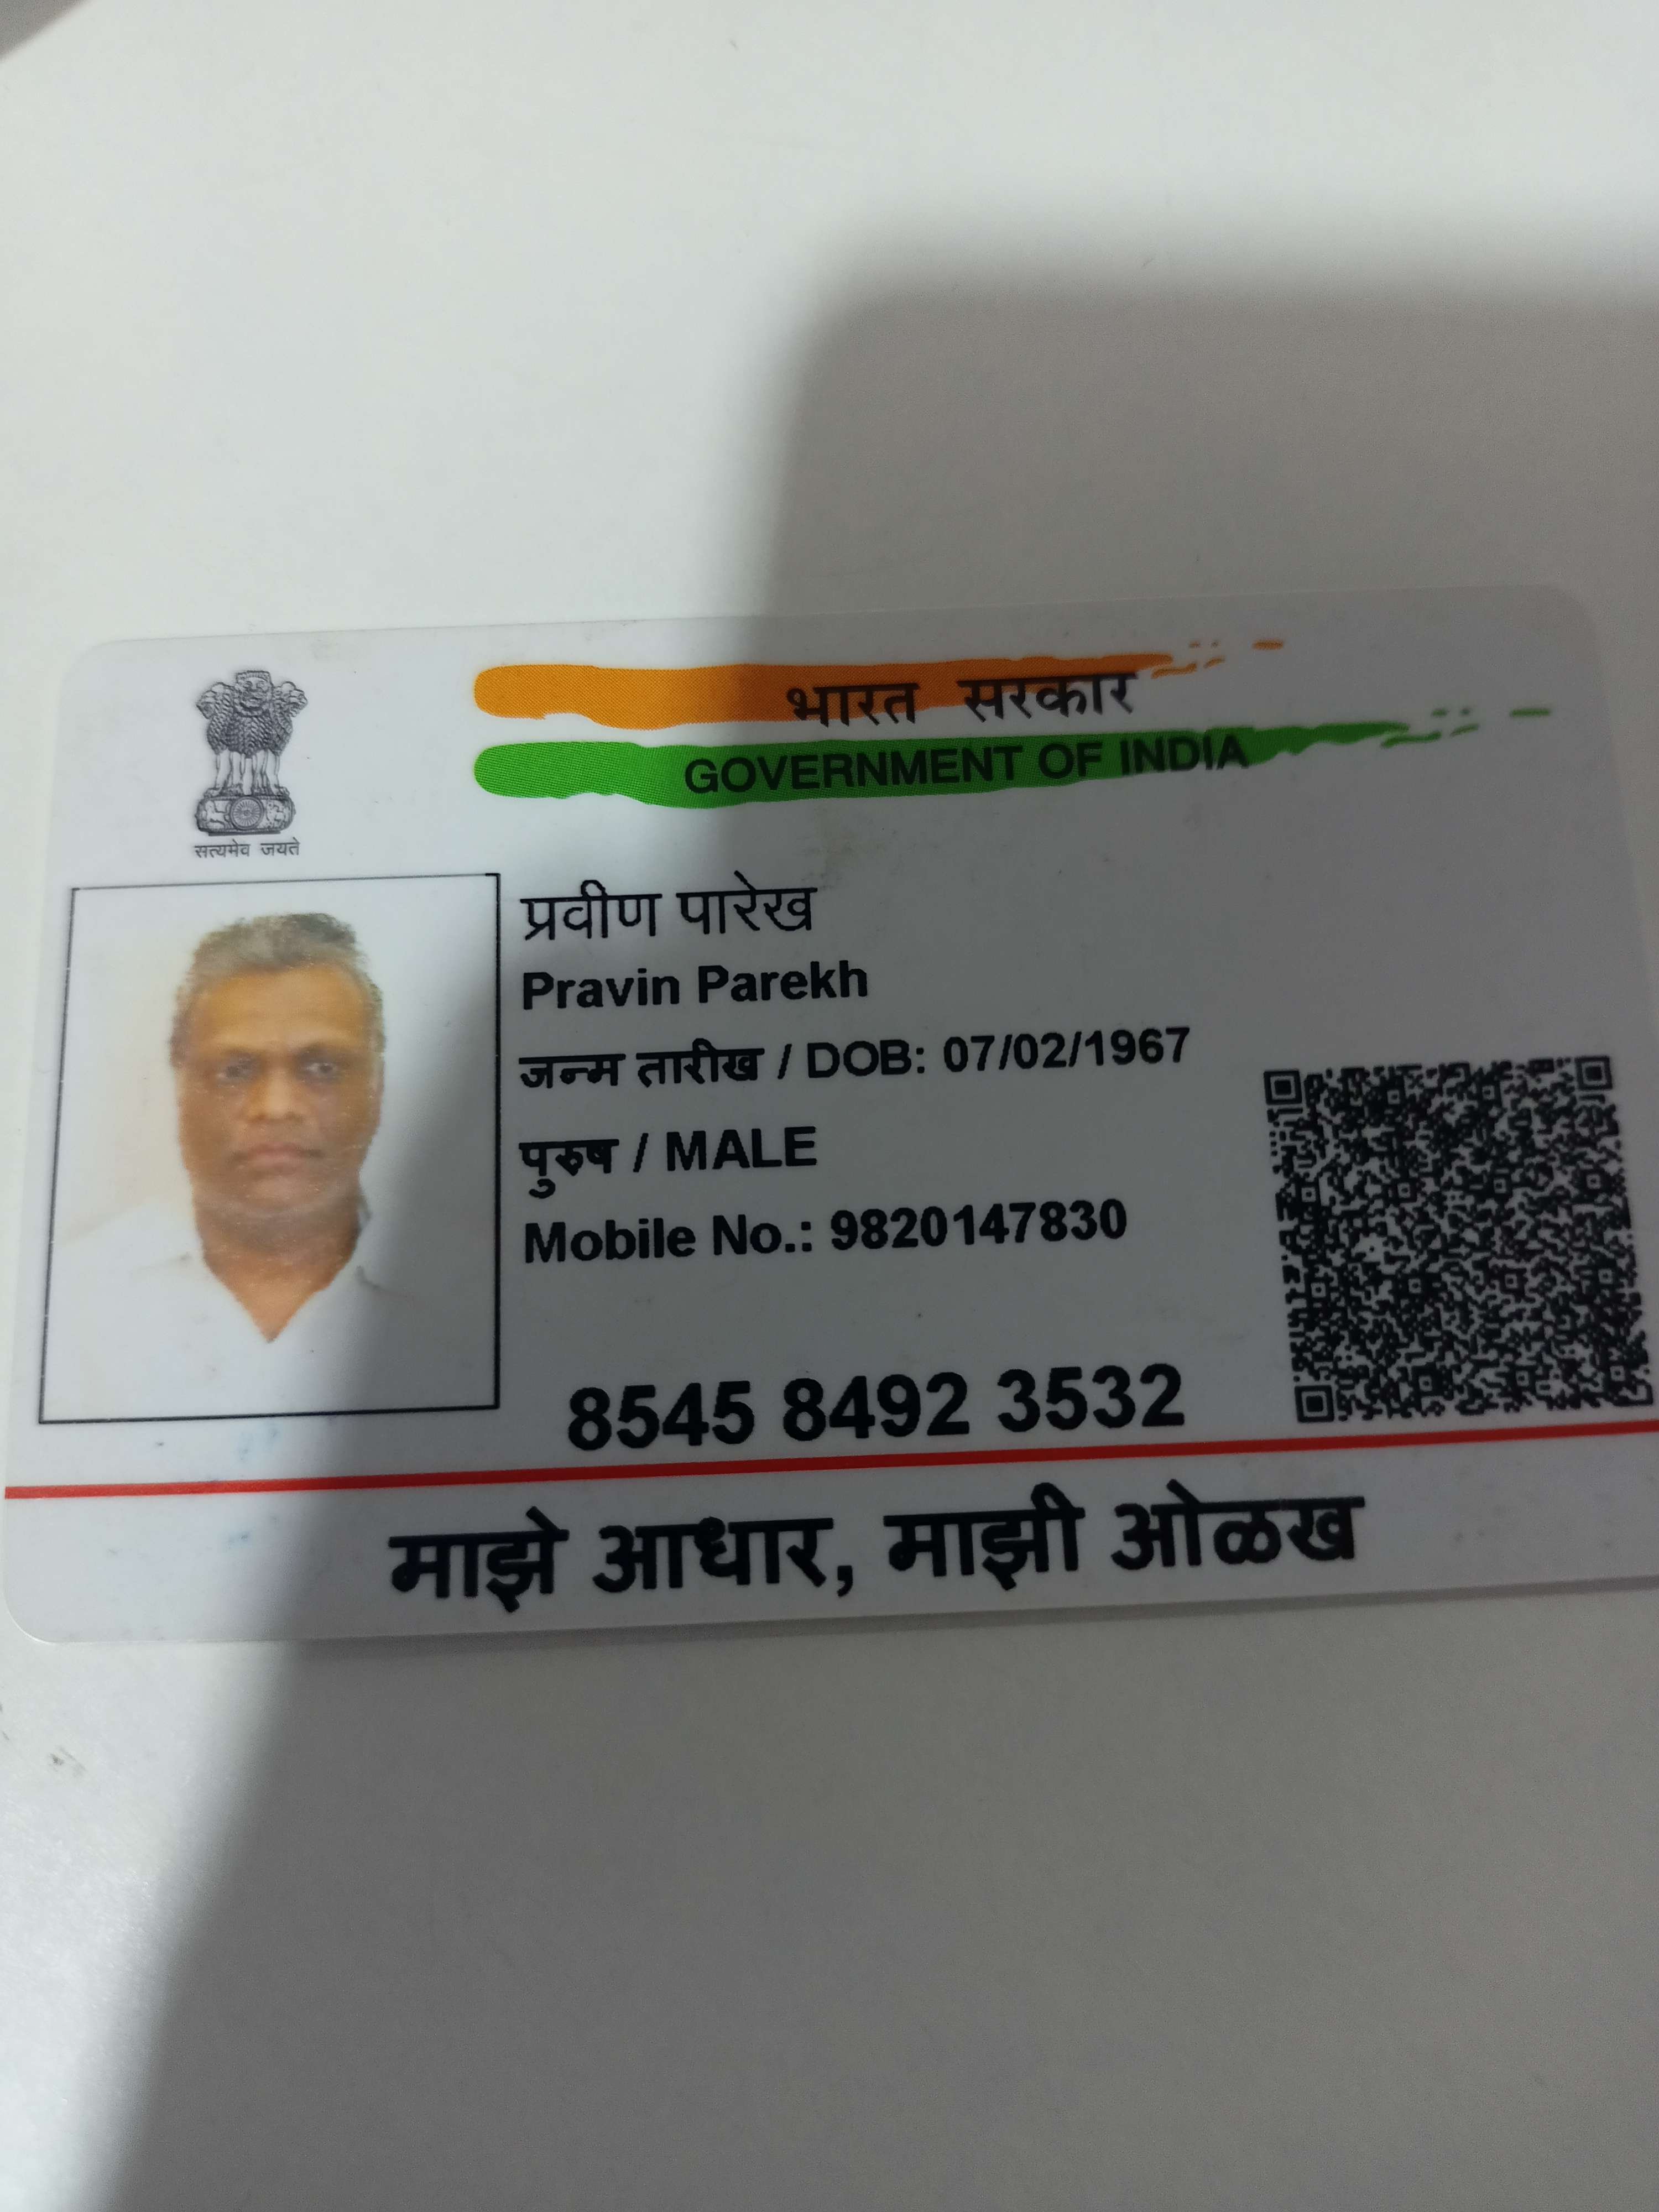 भारत सरकार
GOVERNMENT OF INDIA
सत्यमेव जयते
प्रवीण पारेख
Pravin Parekh
जन्म तारीख / DOB: 07/02/1967
पुरुष / MALE
Mobile No.: 9820147830
8545 8492 3532
माझे आधार, माझी ओळख